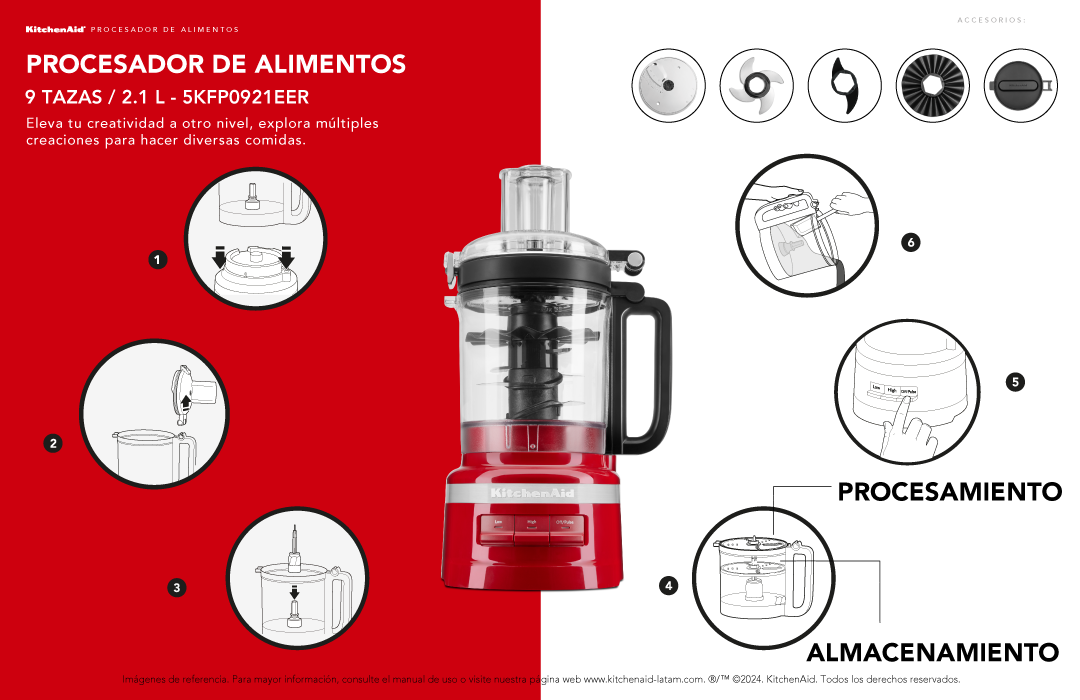 KitchenAid® PROCESADOR DE ALIMENTOS
PROCESADOR DE ALIMENTOS
9 TAZAS / 2.1 L - 5KFP0921EER
Eleva tu creatividad a otro nivel, explora múltiples
creaciones para hacer diversas comidas.
ACCESORIOS:
1
2
3
KitchenAid
Low High Off/Pulse
6
5
Low High Off/Pulse
PROCESAMIENTO
4
ALMACENAMIENTO
Imágenes de referencia. Para mayor información, consulte el manual de uso o visite nuestra página web www.kitchenaid-latam.com. ®/™ ©2024. KitchenAid. Todos los derechos reservados.